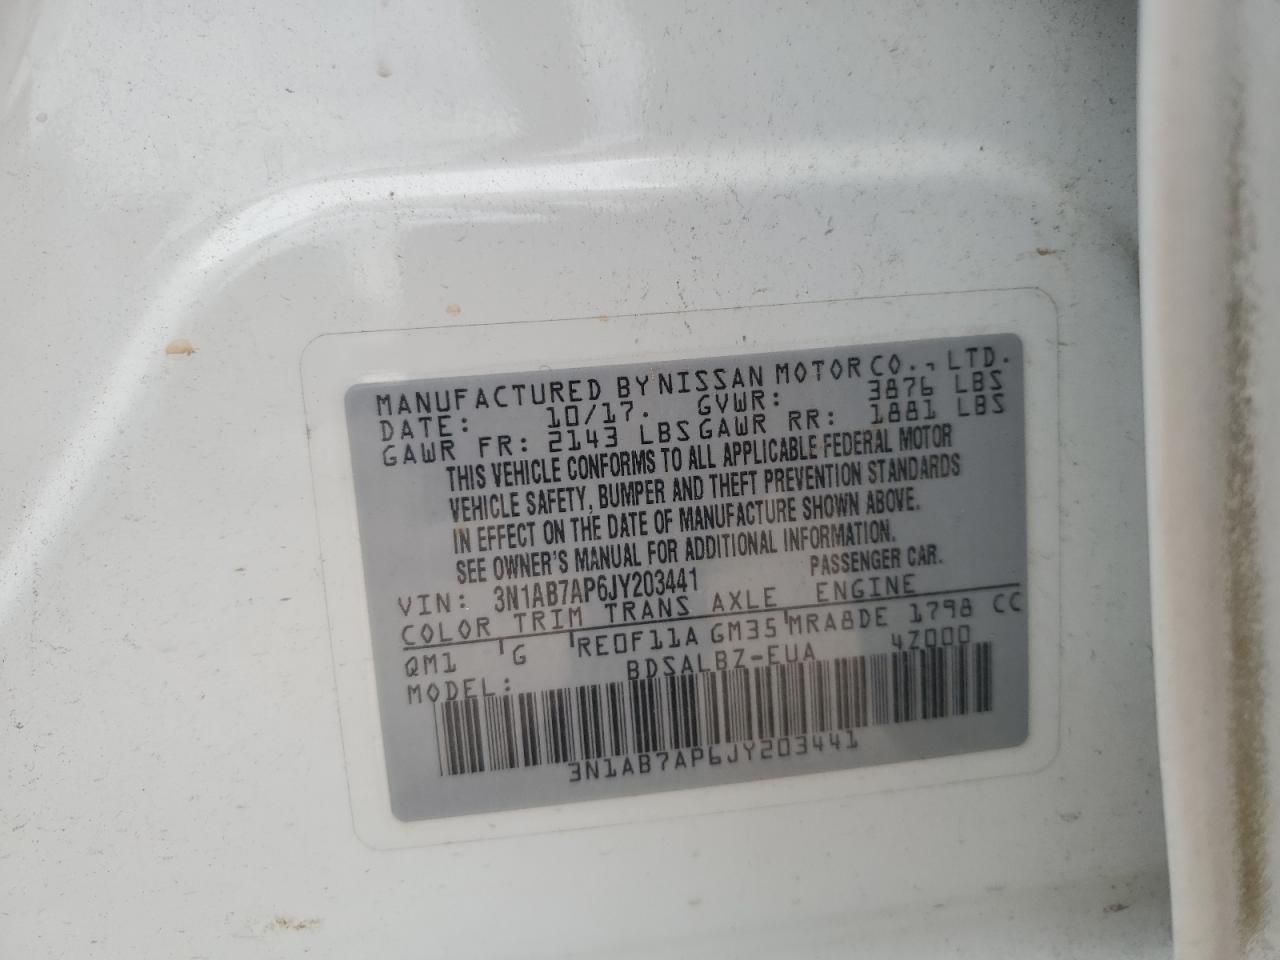 MANUFACTURED BY NISSAN MOTOR CO., LTD.
DATE: 10/17. GVWR: 3876 LBS
GAWR FR: 2143 LBS GAWR RR: 1881 LBS
THIS VEHICLE CONFORMS TO ALL APPLICABLE FEDERAL MOTOR
VEHICLE SAFETY, BUMPER AND THEFT PREVENTION STANDARDS
IN EFFECT ON THE DATE OF MANUFACTURE SHOWN ABOVE.
SEE OWNER'S MANUAL FOR ADDITIONAL INFORMATION.
VIN: 3N1AB7AP6JY203441 PASSENGER CAR.
COLOR TRIM TRANS AXLE ENGINE
QM1 G RE0F11A GM35 MRA8DE 1798 CC
MODEL: BDSALBZ-EUA 4Z000
3N1AB7AP6JY203441